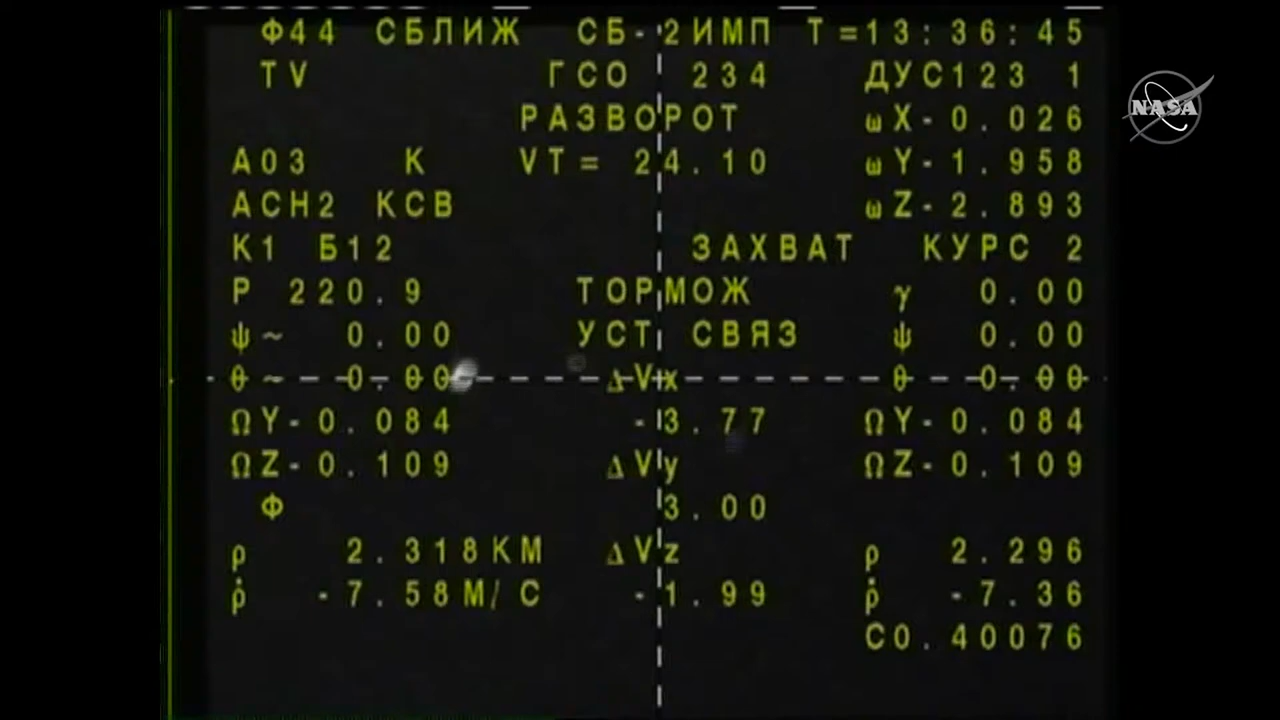 Ф44 СБЛИЖ СБ-2ИМП Т=13:36:45
TV ГСО 234 ДУС123 1
РАЗВОРОТ ωX-0.026
А03 К VT= 24.10 ωY-1.958
АСН2 КСВ ωZ-2.893
К1 Б12 ЗАХВАТ КУРС 2
Р 220.9 ТОРМОЖ γ 0.00
ψ~ 0.00 УСТ СВЯЗ ψ 0.00
θ ~ 0.00 ΔVx θ 0.00
ΩY-0.084 -3.77 ΩY-0.084
ΩZ-0.109 ΔVy ΩZ-0.109
Ф 3.00
ρ 2.318КМ ΔVz ρ 2.296
ρ̇ -7.58М/С -1.99 ρ̇ -7.36
С0.40076
NASA